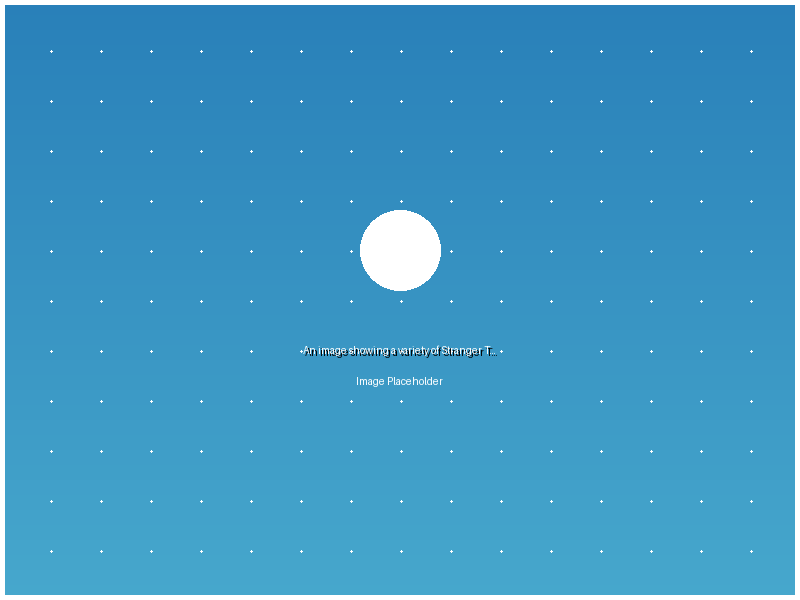 An image showing a variety of Stranger T...
Image Placeholder